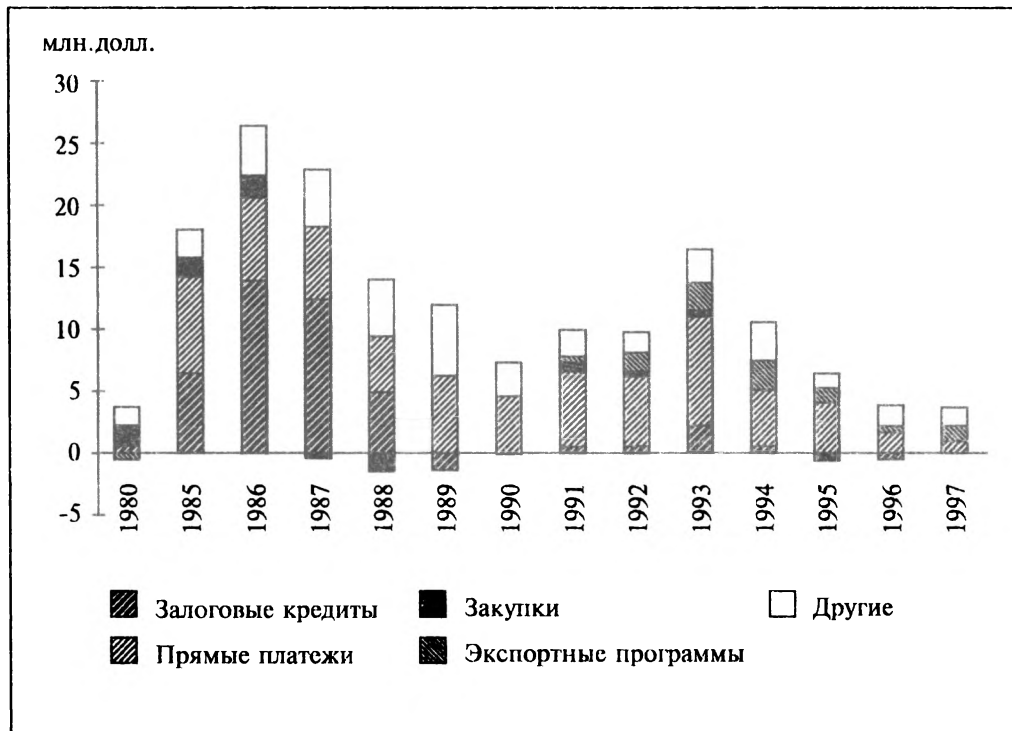 млн.долл.
30
25
20
15
10
5
0
-5
1980 1985 1986 1987 1988 1989 1990 1991 1992 1993 1994 1995 1996 1997
Залоговые кредиты Закупки Другие
Прямые платежи Экспортные программы